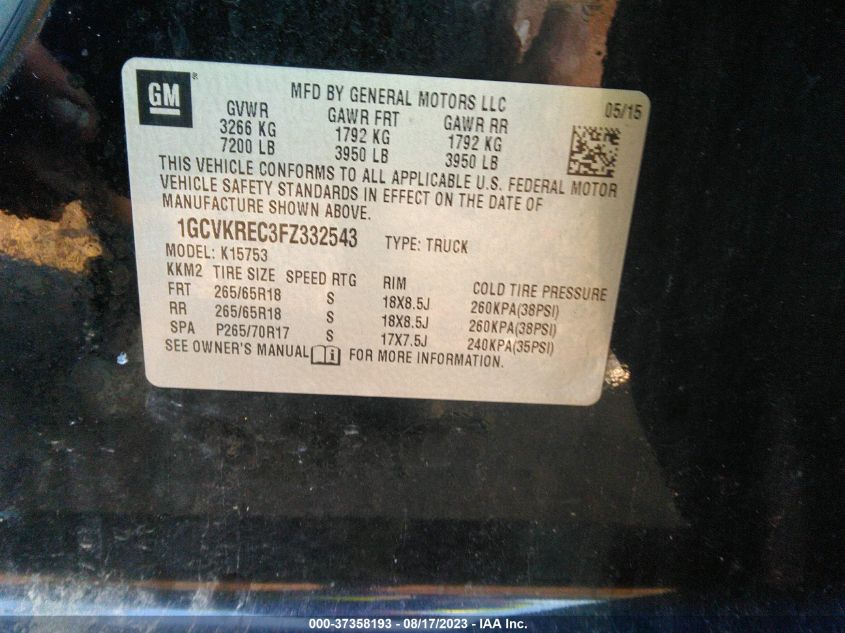 GM ®
MFD BY GENERAL MOTORS LLC 05/15
GVWR GAWR FRT GAWR RR
3266 KG 1792 KG 1792 KG
7200 LB 3950 LB 3950 LB
THIS VEHICLE CONFORMS TO ALL APPLICABLE U.S. FEDERAL MOTOR
VEHICLE SAFETY STANDARDS IN EFFECT ON THE DATE OF
MANUFACTURE SHOWN ABOVE.
1GCVKREC3FZ332543 TYPE: TRUCK
MODEL: K15753
KKM2 TIRE SIZE SPEED RTG RIM COLD TIRE PRESSURE
FRT 265/65R18 S 18X8.5J 260KPA(38PSI)
RR 265/65R18 S 18X8.5J 260KPA(38PSI)
SPA P265/70R17 S 17X7.5J 240KPA(35PSI)
SEE OWNER'S MANUAL FOR MORE INFORMATION.
000-37358193 - 08/17/2023 - IAA Inc.